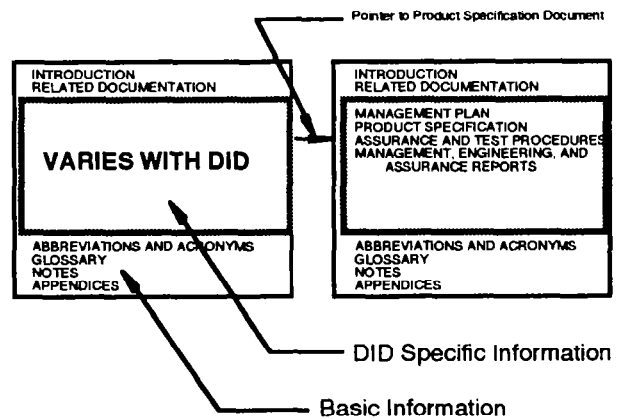 Pointer to Product Specification Document
INTRODUCTION
RELATED DOCUMENTATION
VARIES WITH DID
ABBREVIATIONS AND ACRONYMS
GLOSSARY
NOTES
APPENDICES
INTRODUCTION
RELATED DOCUMENTATION
MANAGEMENT PLAN
PRODUCT SPECIFICATION
ASSURANCE AND TEST PROCEDURES
MANAGEMENT, ENGINEERING, AND
ASSURANCE REPORTS
ABBREVIATIONS AND ACRONYMS
GLOSSARY
NOTES
APPENDICES
DID Specific Information
Basic Information